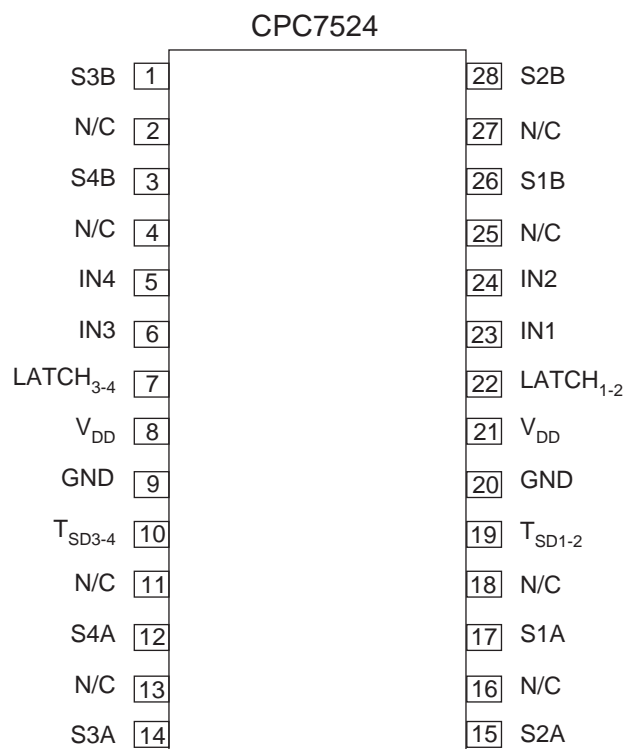 CPC7524
S3B 1 28 S2B
N/C 2 27 N/C
S4B 3 26 S1B
N/C 4 25 N/C
IN4 5 24 IN2
IN3 6 23 IN1
LATCH3-4 7 22 LATCH1-2
VDD 8 21 VDD
GND 9 20 GND
TSD3-4 10 19 TSD1-2
N/C 11 18 N/C
S4A 12 17 S1A
N/C 13 16 N/C
S3A 14 15 S2A